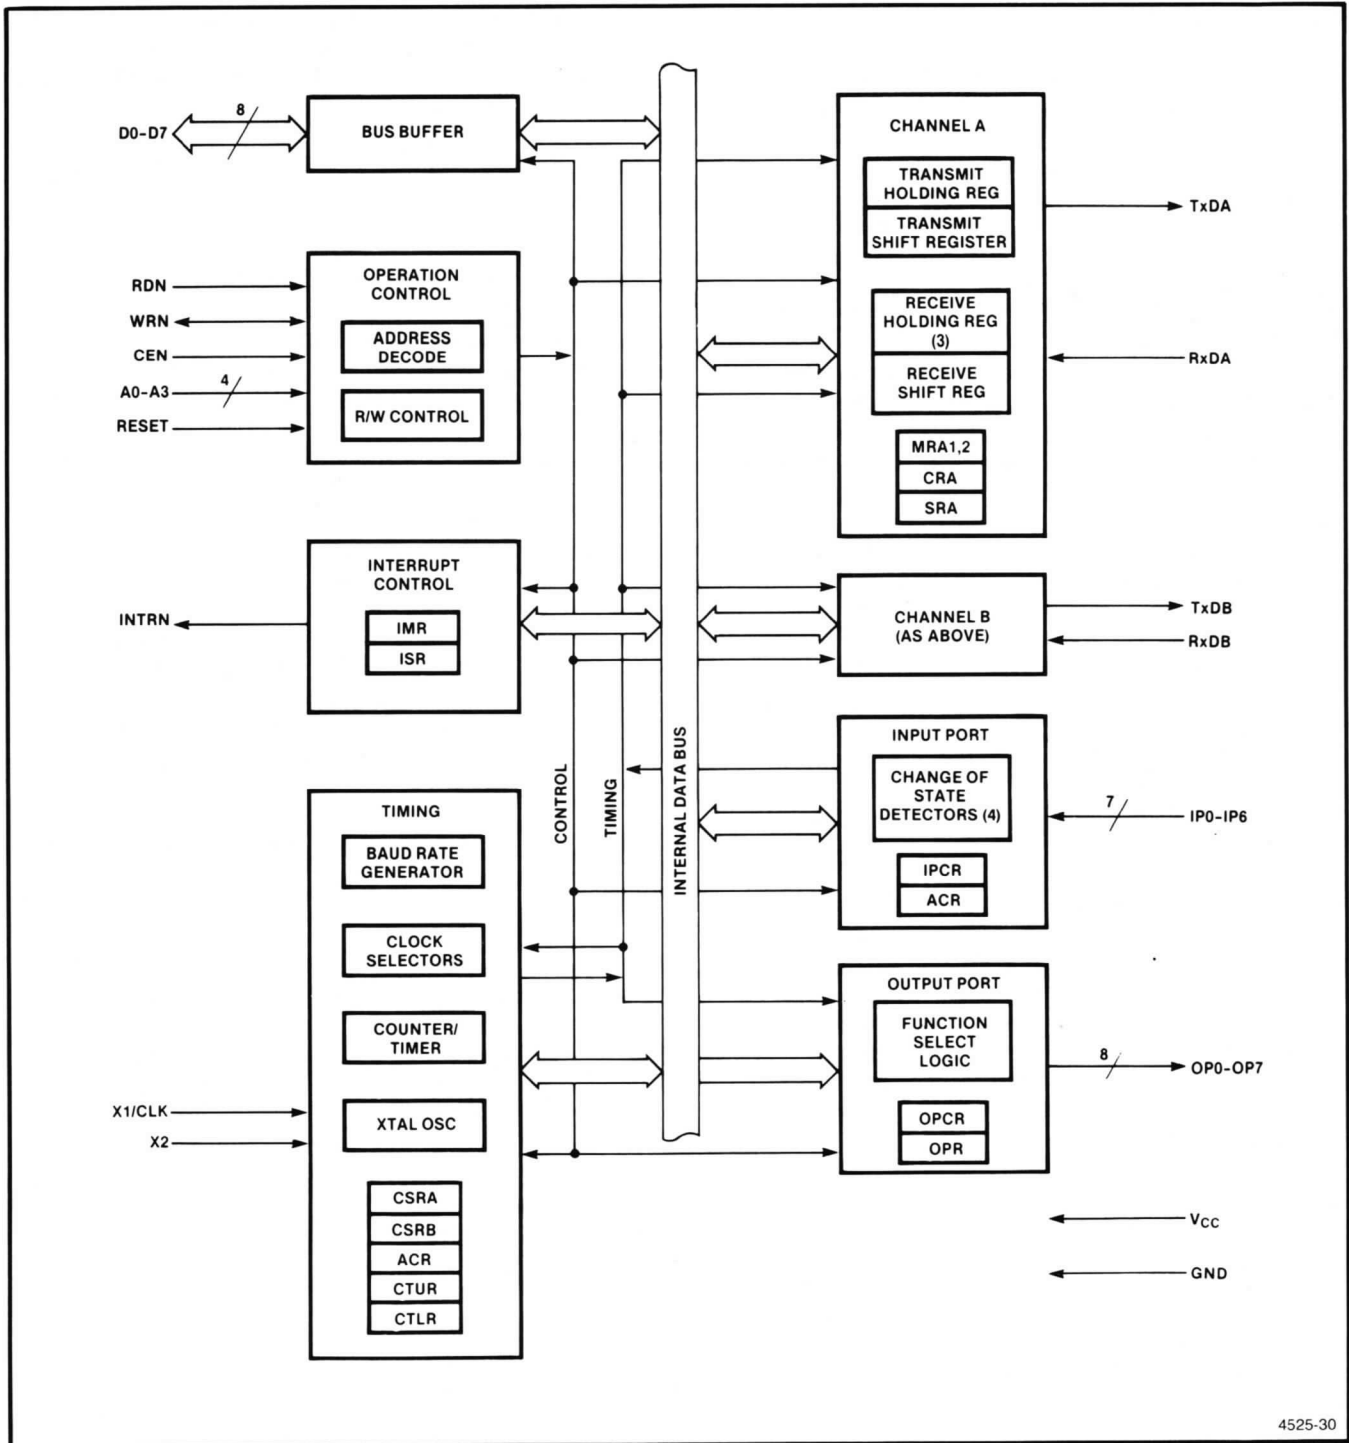 D0-D7
8
BUS BUFFER
RDN
WRN
CEN
A0-A3
4
RESET
OPERATION
CONTROL
ADDRESS
DECODE
R/W CONTROL
INTRN
INTERRUPT
CONTROL
IMR
ISR
X1/CLK
X2
TIMING
BAUD RATE
GENERATOR
CLOCK
SELECTORS
COUNTER/
TIMER
XTAL OSC
CSRA
CSRB
ACR
CTUR
CTLR
CONTROL
TIMING
INTERNAL DATA BUS
CHANNEL A
TRANSMIT
HOLDING REG
TRANSMIT
SHIFT REGISTER
RECEIVE
HOLDING REG
(3)
RECEIVE
SHIFT REG
MRA1,2
CRA
SRA
TxDA
RxDA
CHANNEL B
(AS ABOVE)
TxDB
RxDB
INPUT PORT
CHANGE OF
STATE
DETECTORS (4)
IPCR
ACR
7
IP0-IP6
OUTPUT PORT
FUNCTION
SELECT
LOGIC
OPCR
OPR
8
OP0-OP7
VCC
GND
4525-30